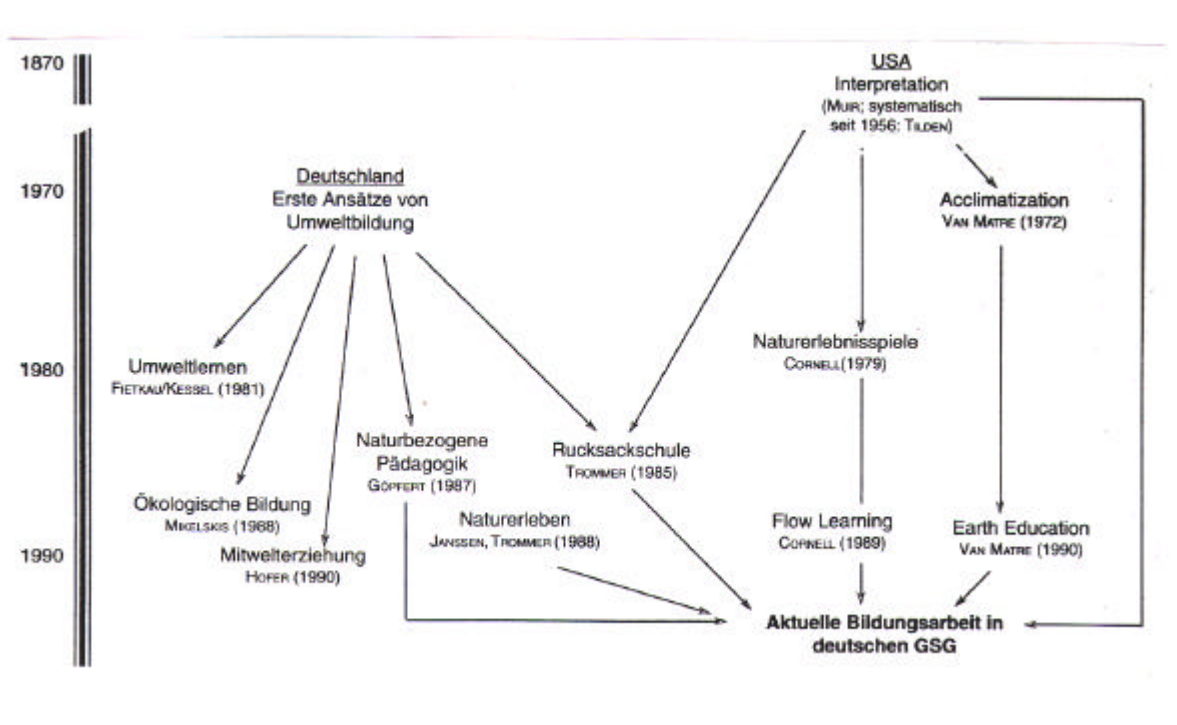 1870
USA
Interpretation
(MUIR; systematisch
seit 1956: TILDEN)
1970
Deutschland
Erste Ansätze von
Umweltbildung
Acclimatization
VAN MATRE (1972)
1980
Umweltlernen
FIETKAU/KESSEL (1981)
Naturerlebnisspiele
CORNELL(1979)
Naturbezogene
Pädagogik
GÖPFERT (1987)
Rucksackschule
TROMMER (1985)
Ökologische Bildung
MIKELSKIS (1988)
Naturerleben
JANSSEN, TROMMER (1988)
Flow Learning
CORNELL (1989)
Earth Education
VAN MATRE (1990)
1990
Mitwelterziehung
HOFER (1990)
Aktuelle Bildungsarbeit in
deutschen GSG